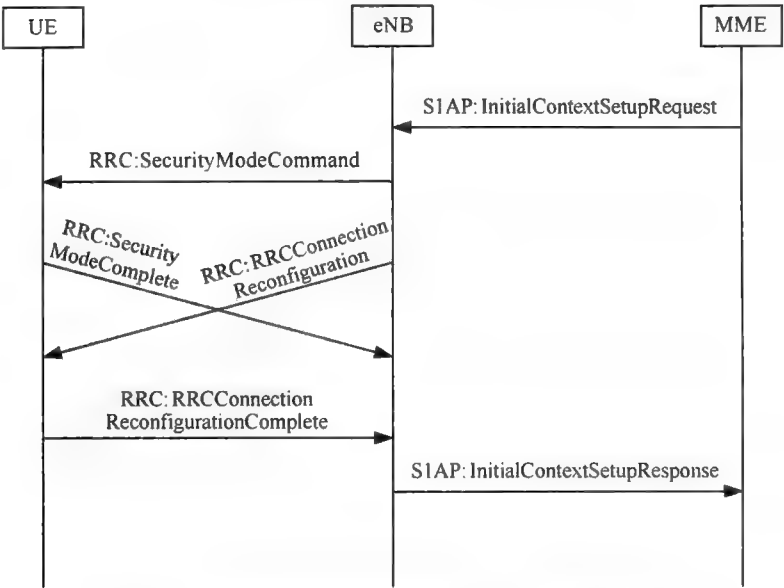 UE
eNB
MME
S1AP: InitialContextSetupRequest
RRC:SecurityModeCommand
RRC:Security
ModeComplete
RRC: RRCConnection
Reconfiguration
RRC: RRCConnection
ReconfigurationComplete
S1AP: InitialContextSetupResponse